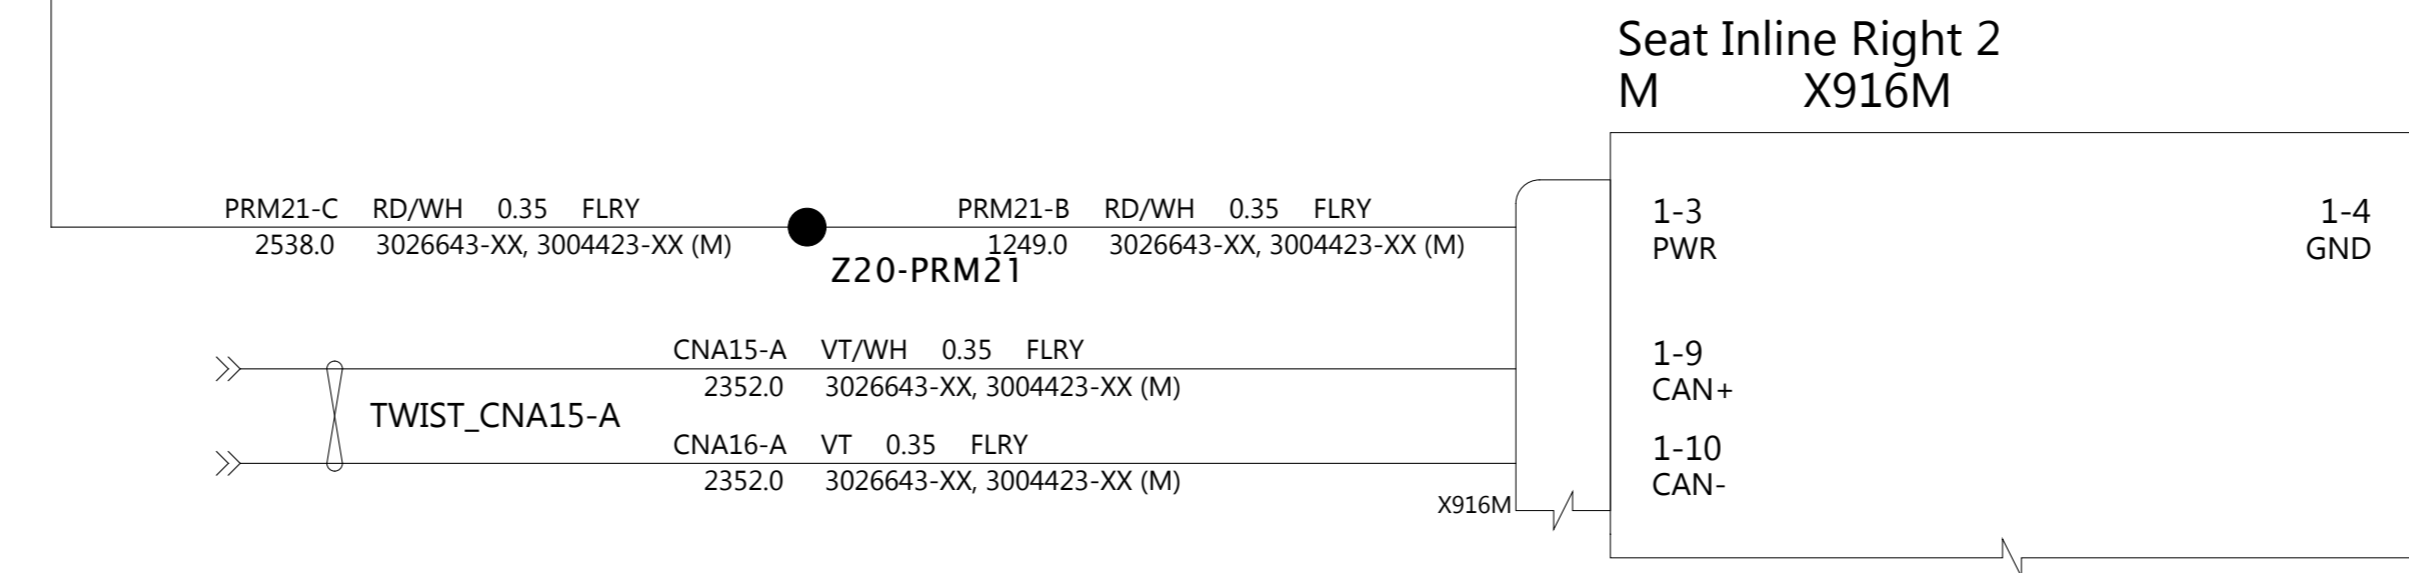 Seat Inline Right 2
M X916M
PRM21-C RD/WH 0.35 FLRY
2538.0 3026643-XX, 3004423-XX (M)
Z20-PRM21
PRM21-B RD/WH 0.35 FLRY
1249.0 3026643-XX, 3004423-XX (M)
1-3
PWR
1-4
GND
CNA15-A VT/WH 0.35 FLRY
2352.0 3026643-XX, 3004423-XX (M)
1-9
CAN+
TWIST_CNA15-A
CNA16-A VT 0.35 FLRY
2352.0 3026643-XX, 3004423-XX (M)
1-10
CAN-
X916M